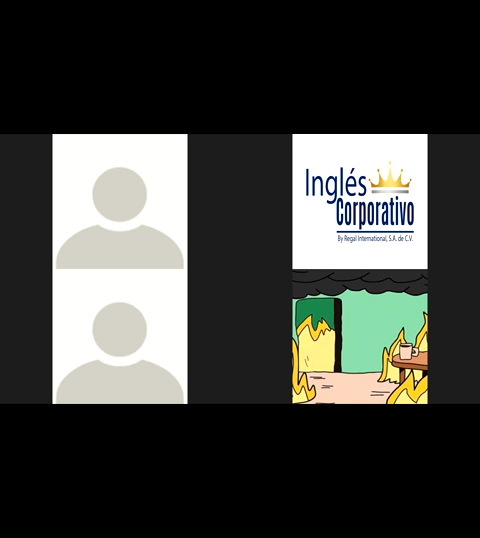 Inglés
Corporativo
By Regal International, S.A. de C.V.